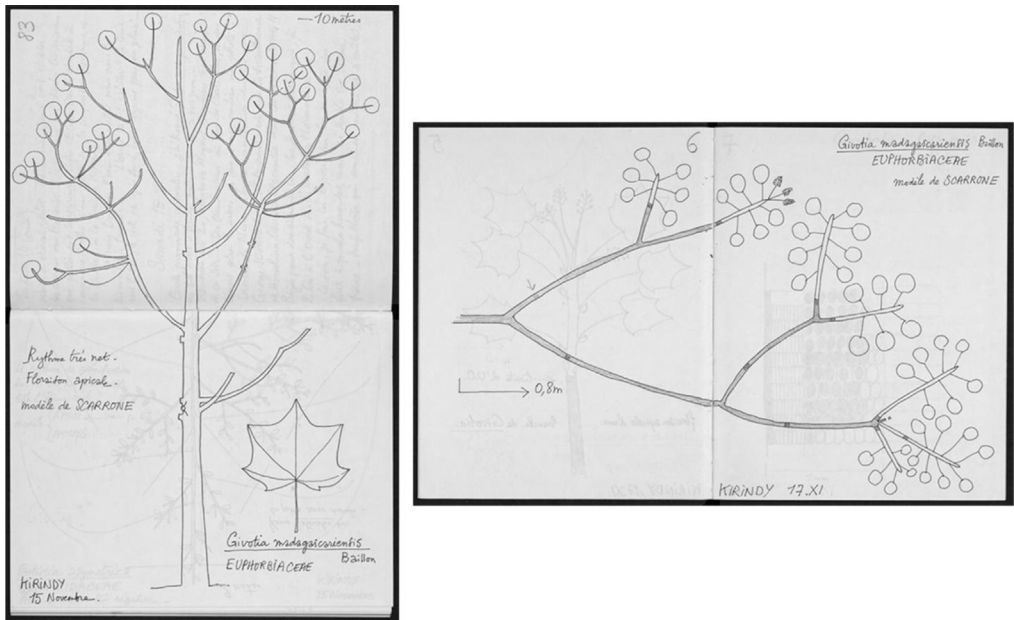 83
10 mètres
Rythme très net.
Floraison apicale.
modèle de SCARRONE
Givotia madagascariensis
Baillon
EUPHORBIACEAE
KIRINDY
15 Novembre.
6
Givotia madagascariensis Baillon
EUPHORBIACEAE
modèle de SCARRONE
0,8m
KIRINDY 17.XI